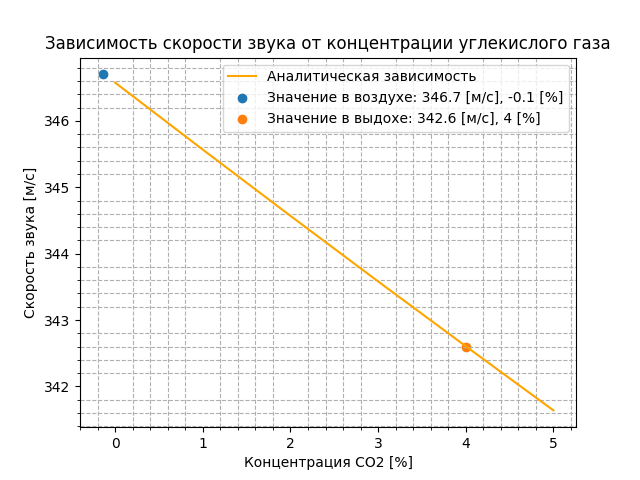 Зависимость скорости звука от концентрации углекислого газа
Аналитическая зависимость
Значение в воздухе: 346.7 [м/с], -0.1 [%]
Значение в выдохе: 342.6 [м/с], 4 [%]
Скорость звука [м/с]
346
345
344
343
342
0 1 2 3 4 5
Концентрация CO2 [%]